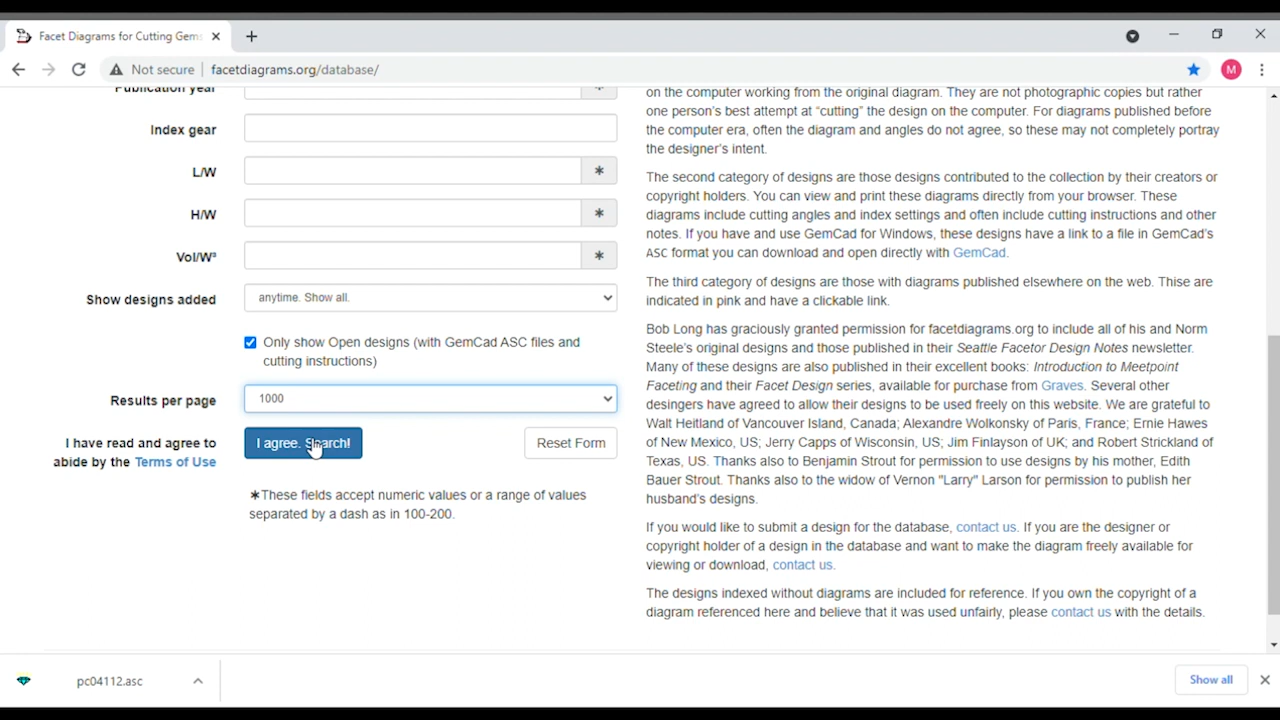 Facet Diagrams for Cutting Gem
Not secure | facetdiagrams.org/database/
M
Publication year
Index gear
L/W
*
H/W
*
Vol/W³
*
Show designs added
anytime. Show all.
Only show Open designs (with GemCad ASC files and
cutting instructions)
Results per page
1000
I have read and agree to
abide by the Terms of Use
I agree. Search!
Reset Form
*These fields accept numeric values or a range of values
separated by a dash as in 100-200.
on the computer working from the original diagram. They are not photographic copies but rather
one person's best attempt at "cutting" the design on the computer. For diagrams published before
the computer era, often the diagram and angles do not agree, so these may not completely portray
the designer's intent.
The second category of designs are those designs contributed to the collection by their creators or
copyright holders. You can view and print these diagrams directly from your browser. These
diagrams include cutting angles and index settings and often include cutting instructions and other
notes. If you have and use GemCad for Windows, these designs have a link to a file in GemCad's
ASC format you can download and open directly with GemCad.
The third category of designs are those with diagrams published elsewhere on the web. Thise are
indicated in pink and have a clickable link.
Bob Long has graciously granted permission for facetdiagrams.org to include all of his and Norm
Steele's original designs and those published in their Seattle Facetor Design Notes newsletter.
Many of these designs are also published in their excellent books: Introduction to Meetpoint
Faceting and their Facet Design series, available for purchase from Graves. Several other
desingers have agreed to allow their designs to be used freely on this website. We are grateful to
Walt Heitland of Vancouver Island, Canada; Alexandre Wolkonsky of Paris, France; Ernie Hawes
of New Mexico, US; Jerry Capps of Wisconsin, US; Jim Finlayson of UK; and Robert Strickland of
Texas, US. Thanks also to Benjamin Strout for permission to use designs by his mother, Edith
Bauer Strout. Thanks also to the widow of Vernon "Larry" Larson for permission to publish her
husband's designs.
If you would like to submit a design for the database, contact us. If you are the designer or
copyright holder of a design in the database and want to make the diagram freely available for
viewing or download, contact us.
The designs indexed without diagrams are included for reference. If you own the copyright of a
diagram referenced here and believe that it was used unfairly, please contact us with the details.
pc04112.asc
Show all